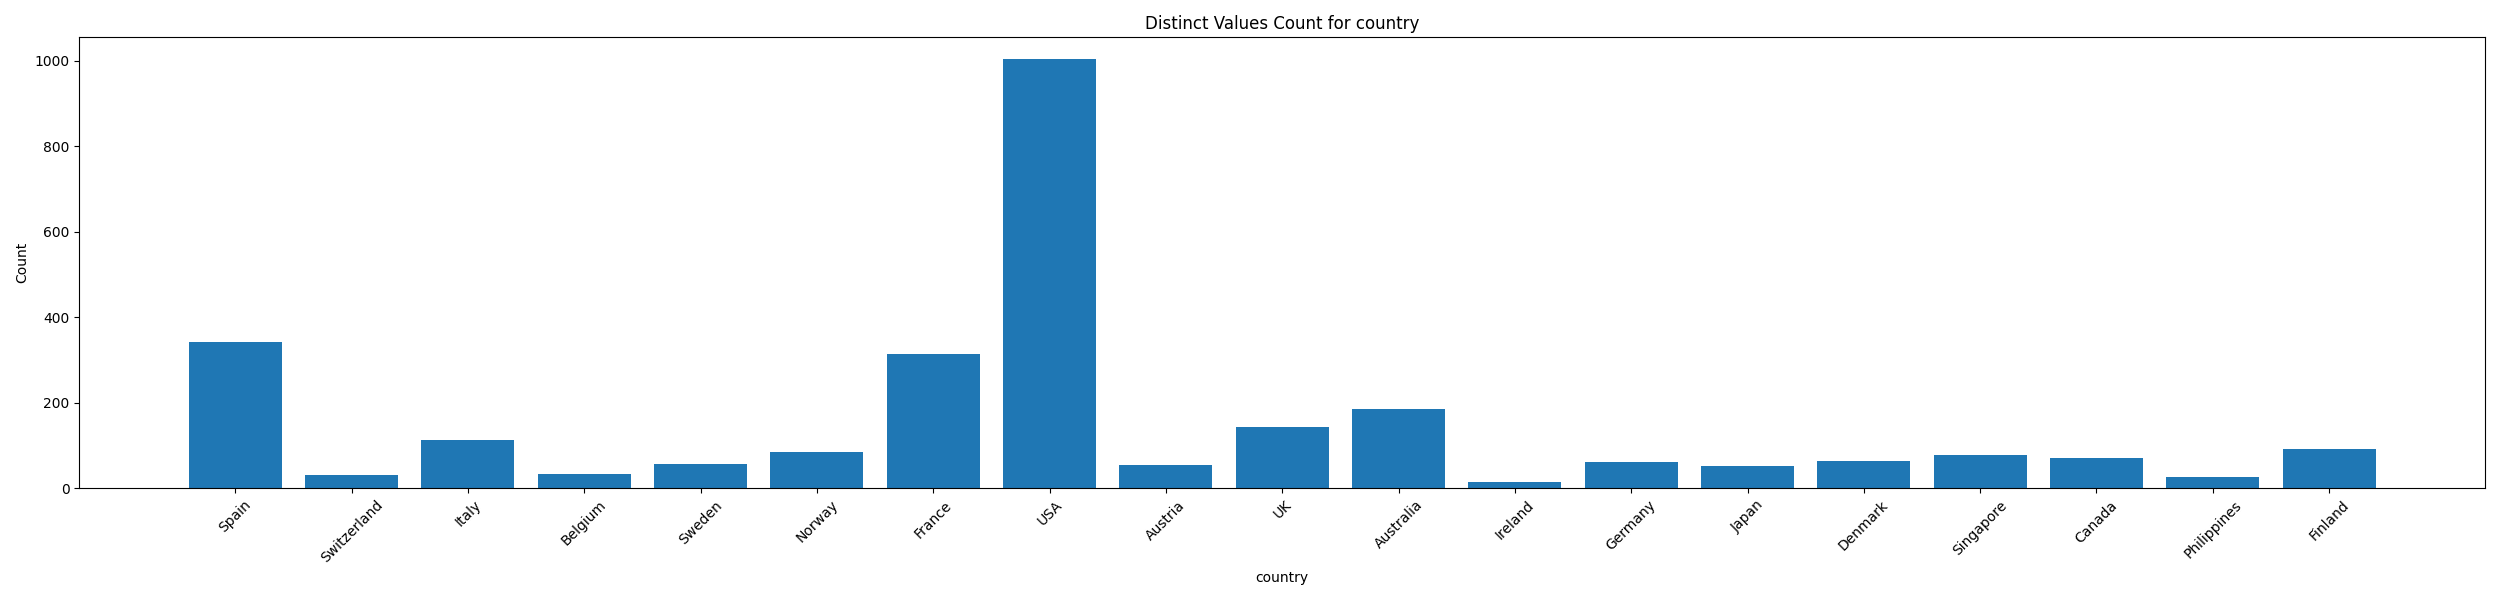 Distinct Values Count for country
1000
800
600
400
200
0
Count
Spain
Switzerland
Italy
Belgium
Sweden
Norway
France
USA
Austria
UK
Australia
Ireland
Germany
Japan
Denmark
Singapore
Canada
Philippines
Finland
country